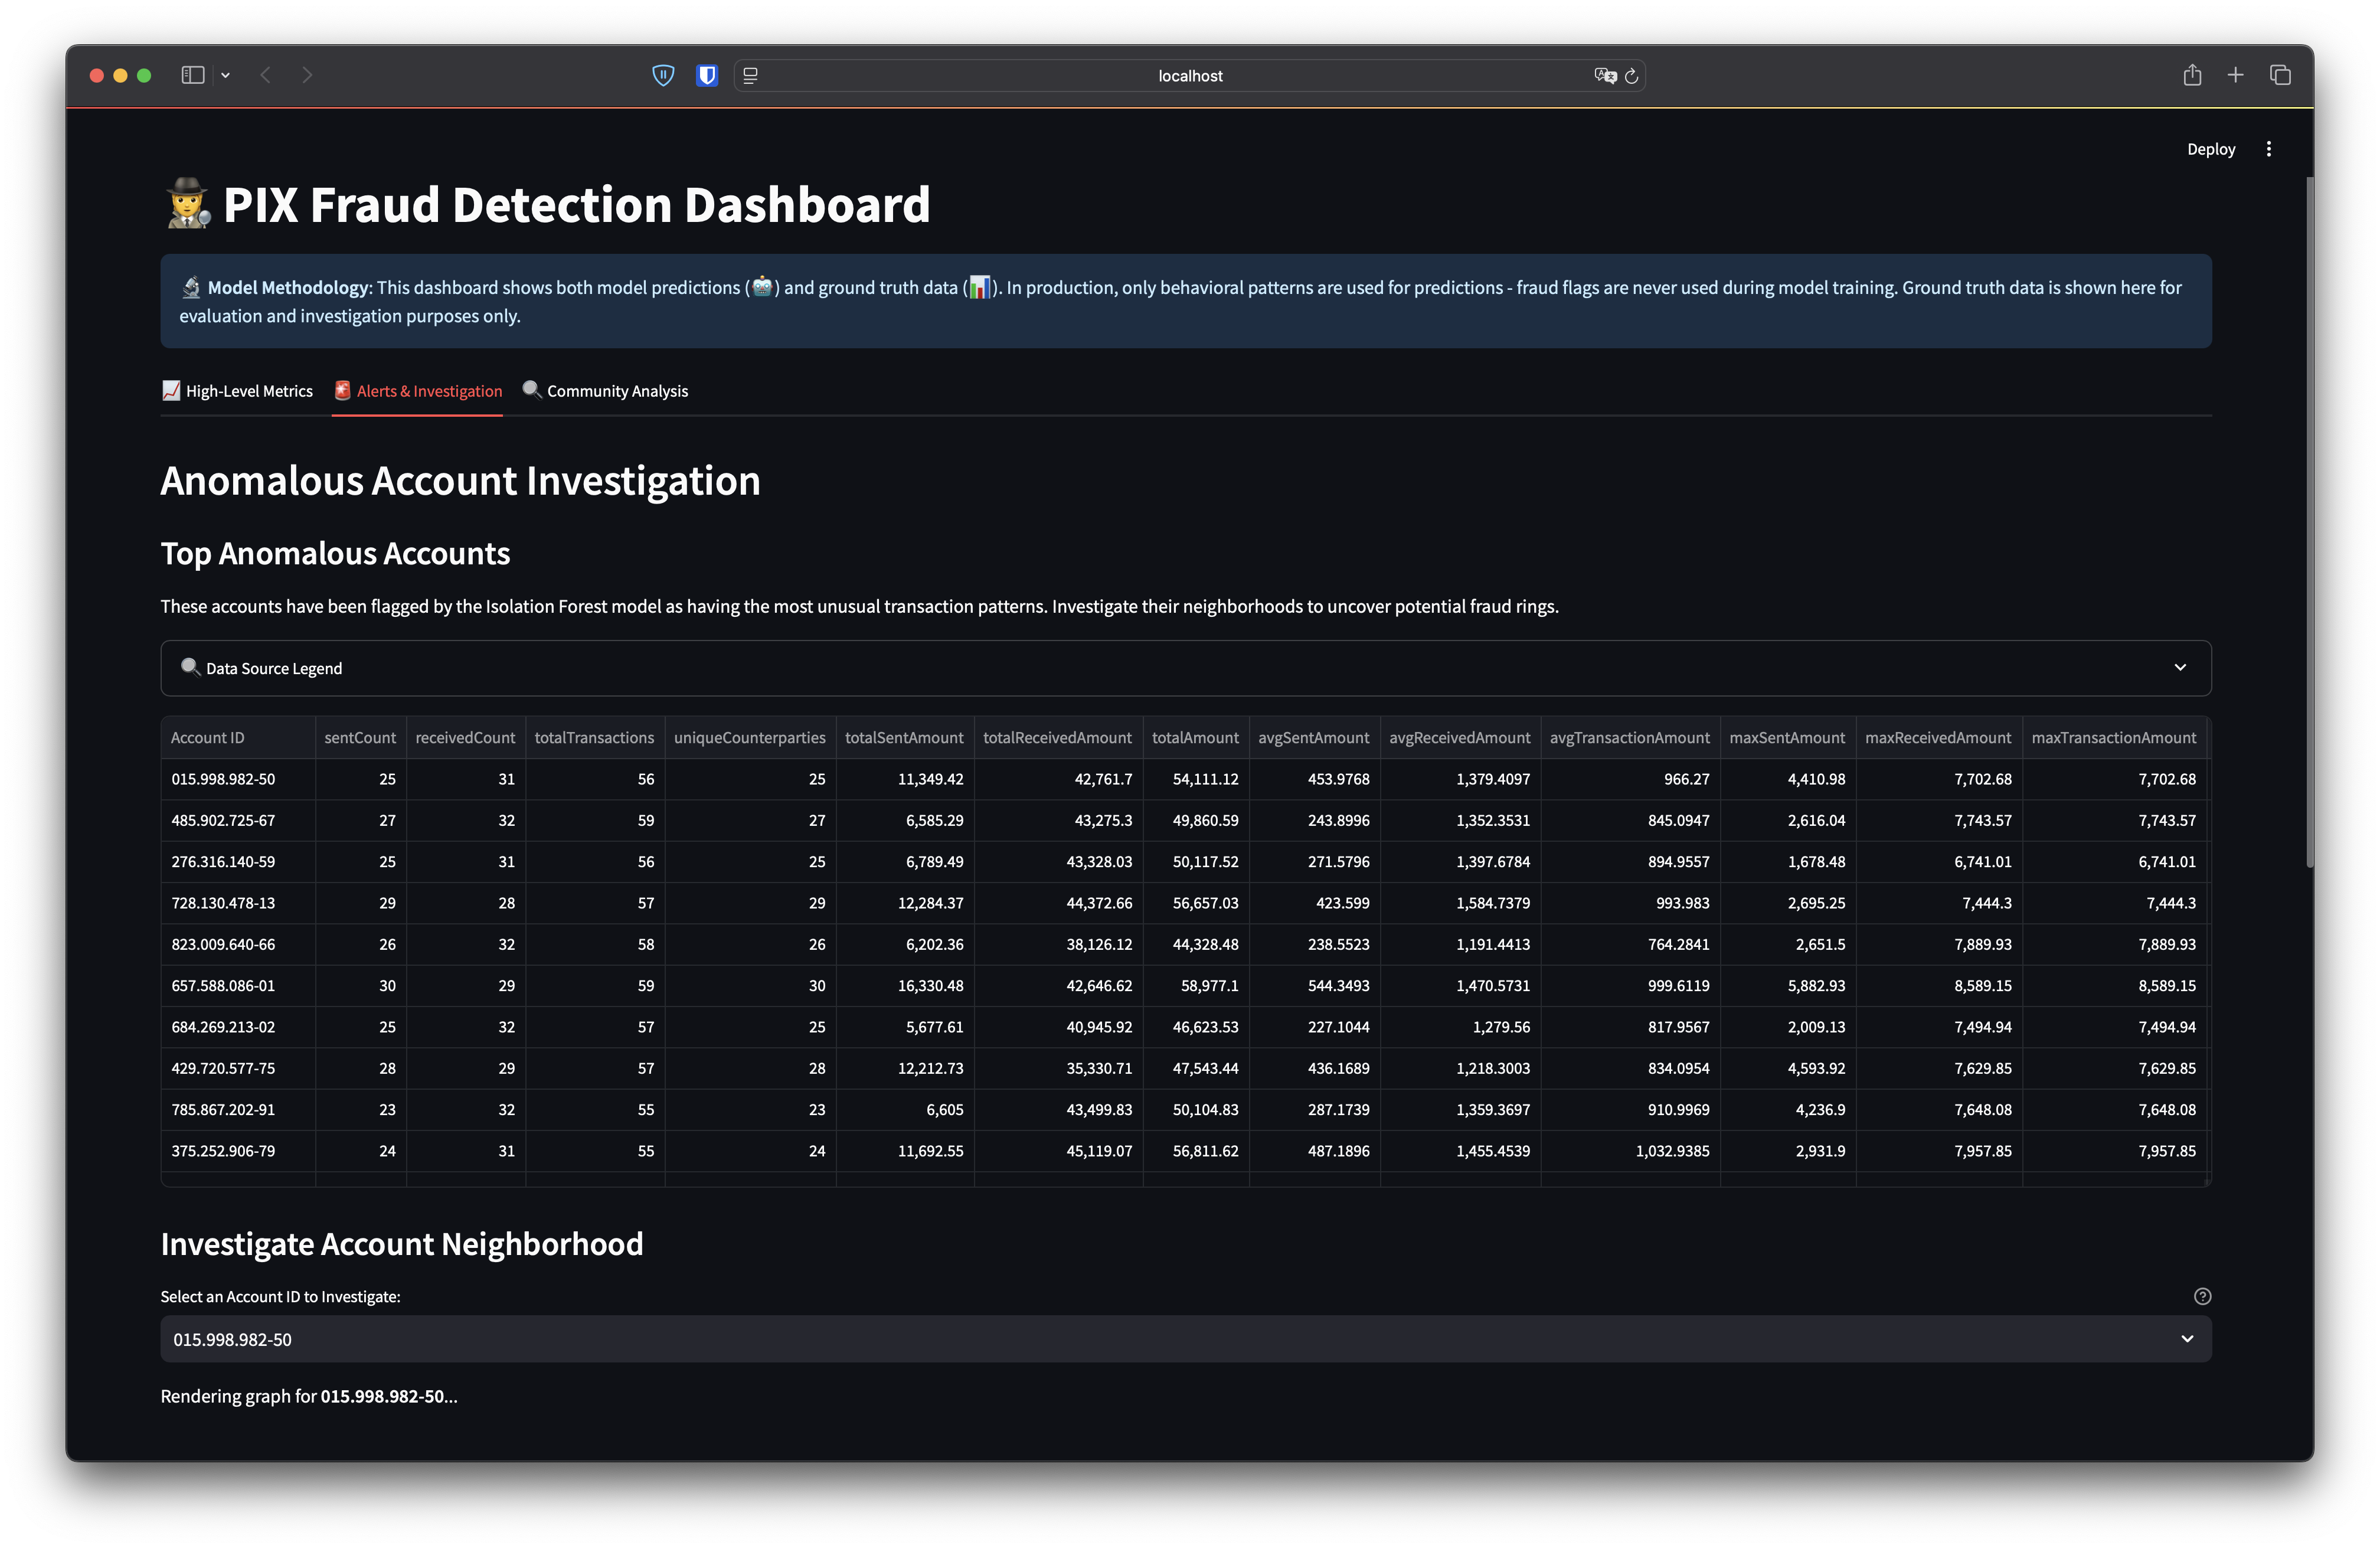 localhost
Deploy
PIX Fraud Detection Dashboard
Model Methodology: This dashboard shows both model predictions (🤖) and ground truth data (📊). In production, only behavioral patterns are used for predictions - fraud flags are never used during model training. Ground truth data is shown here for
evaluation and investigation purposes only.
High-Level Metrics Alerts & Investigation Community Analysis
Anomalous Account Investigation
Top Anomalous Accounts
These accounts have been flagged by the Isolation Forest model as having the most unusual transaction patterns. Investigate their neighborhoods to uncover potential fraud rings.
Data Source Legend
Account ID sentCount receivedCount totalTransactions uniqueCounterparties totalSentAmount totalReceivedAmount totalAmount avgSentAmount avgReceivedAmount avgTransactionAmount maxSentAmount maxReceivedAmount maxTransactionAmount
015.998.982-50 25 31 56 25 11,349.42 42,761.7 54,111.12 453.9768 1,379.4097 966.27 4,410.98 7,702.68 7,702.68
485.902.725-67 27 32 59 27 6,585.29 43,275.3 49,860.59 243.8996 1,352.3531 845.0947 2,616.04 7,743.57 7,743.57
276.316.140-59 25 31 56 25 6,789.49 43,328.03 50,117.52 271.5796 1,397.6784 894.9557 1,678.48 6,741.01 6,741.01
728.130.478-13 29 28 57 29 12,284.37 44,372.66 56,657.03 423.599 1,584.7379 993.983 2,695.25 7,444.3 7,444.3
823.009.640-66 26 32 58 26 6,202.36 38,126.12 44,328.48 238.5523 1,191.4413 764.2841 2,651.5 7,889.93 7,889.93
657.588.086-01 30 29 59 30 16,330.48 42,646.62 58,977.1 544.3493 1,470.5731 999.6119 5,882.93 8,589.15 8,589.15
684.269.213-02 25 32 57 25 5,677.61 40,945.92 46,623.53 227.1044 1,279.56 817.9567 2,009.13 7,494.94 7,494.94
429.720.577-75 28 29 57 28 12,212.73 35,330.71 47,543.44 436.1689 1,218.3003 834.0954 4,593.92 7,629.85 7,629.85
785.867.202-91 23 32 55 23 6,605 43,499.83 50,104.83 287.1739 1,359.3697 910.9969 4,236.9 7,648.08 7,648.08
375.252.906-79 24 31 55 24 11,692.55 45,119.07 56,811.62 487.1896 1,455.4539 1,032.9385 2,931.9 7,957.85 7,957.85
Investigate Account Neighborhood
Select an Account ID to Investigate:
015.998.982-50
Rendering graph for 015.998.982-50...